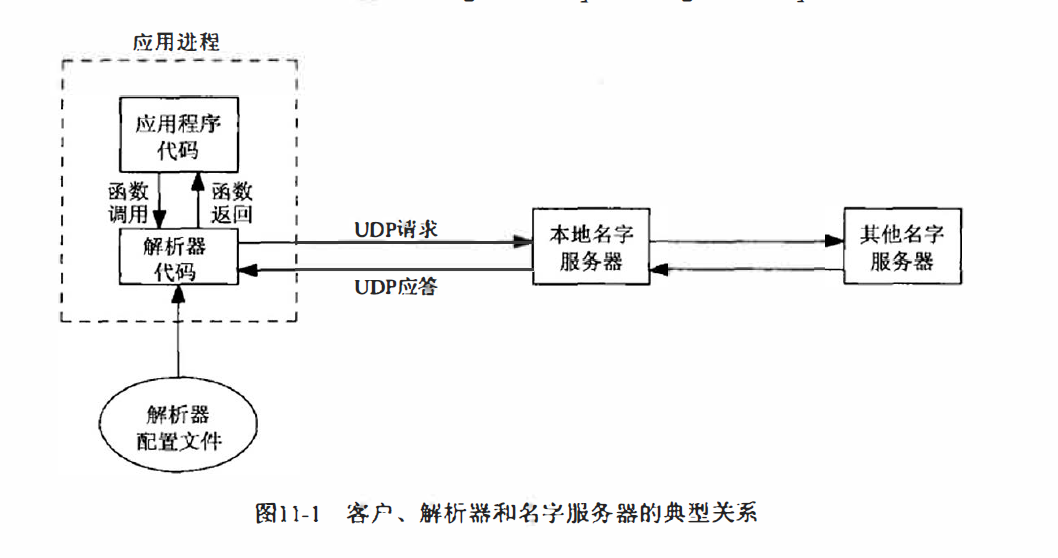 应用进程
应用程序
代码
函数
调用
函数
返回
解析器
代码
UDP请求
UDP应答
本地名字
服务器
其他名字
服务器
解析器
配置文件
图11-1 客户、解析器和名字服务器的典型关系